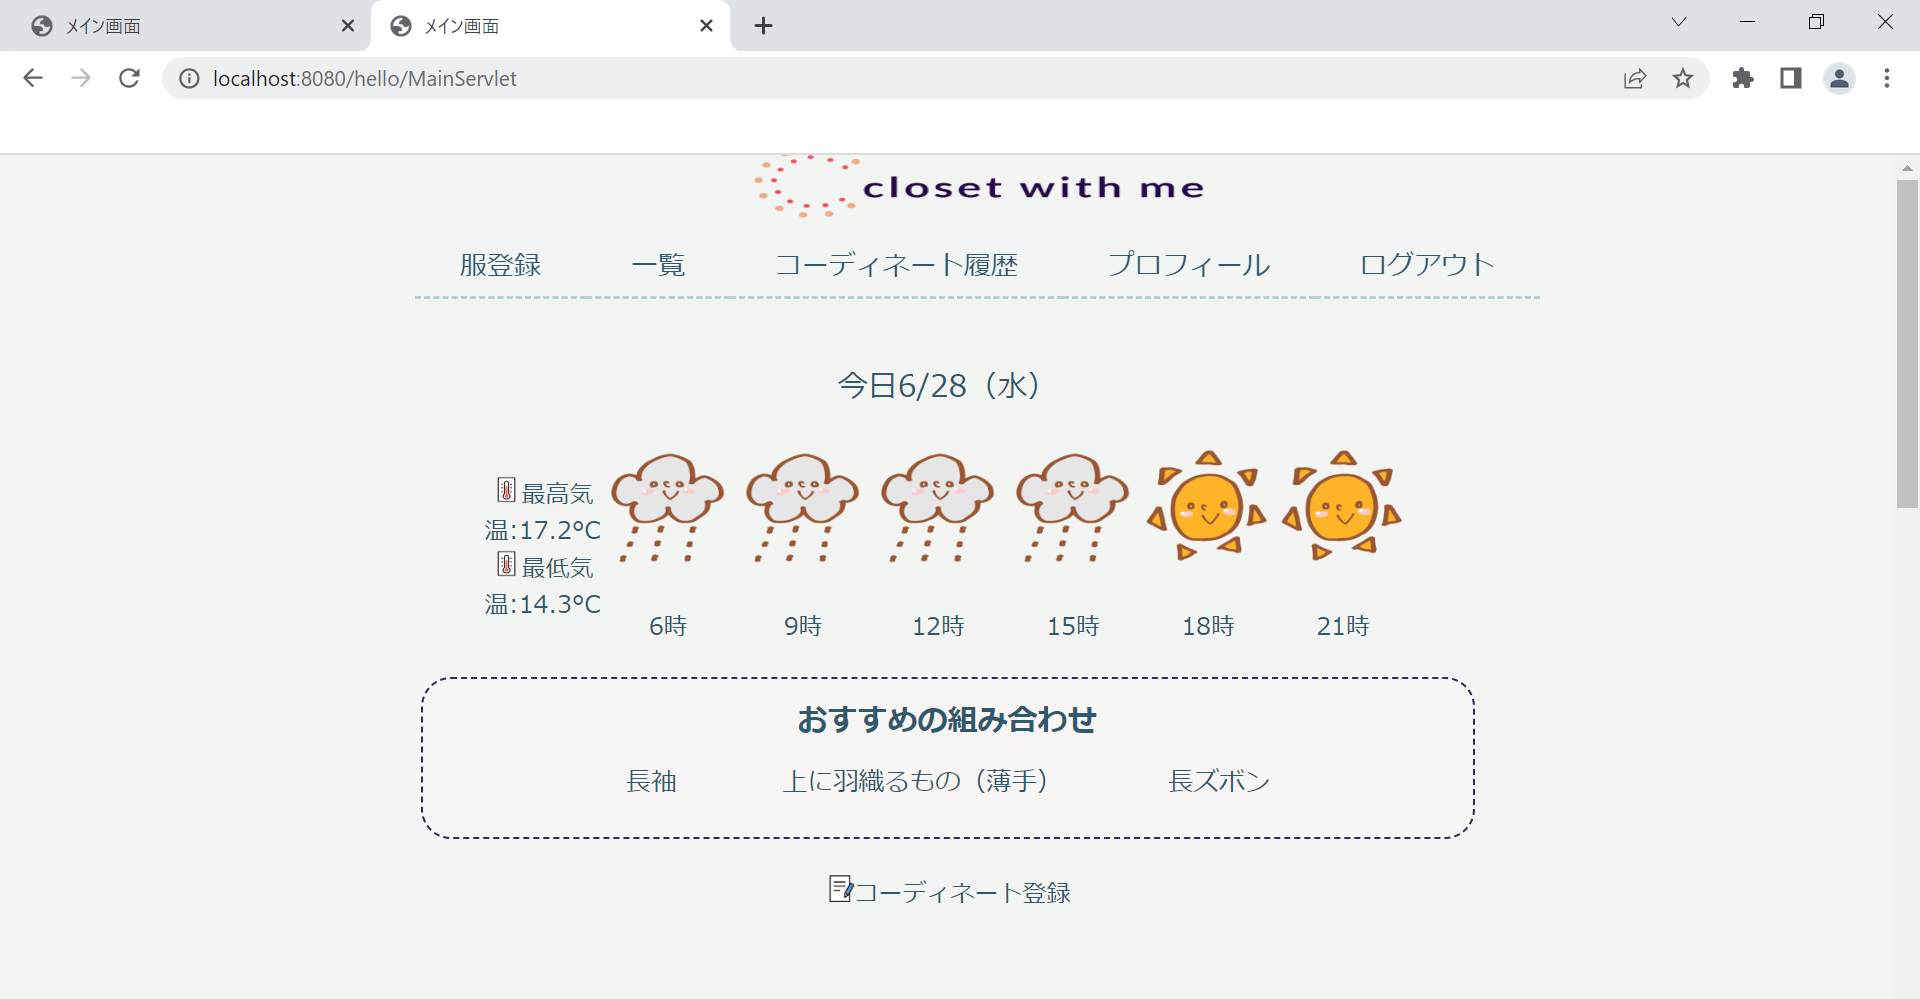 メイン画面
メイン画面
localhost:8080/hello/MainServlet
closet with me
服登録 一覧 コーディネート履歴 プロフィール ログアウト
今日6/28（水）
最高気
温:17.2°C
最低気
温:14.3°C
6時 9時 12時 15時 18時 21時
おすすめの組み合わせ
長袖 上に羽織るもの（薄手） 長ズボン
コーディネート登録